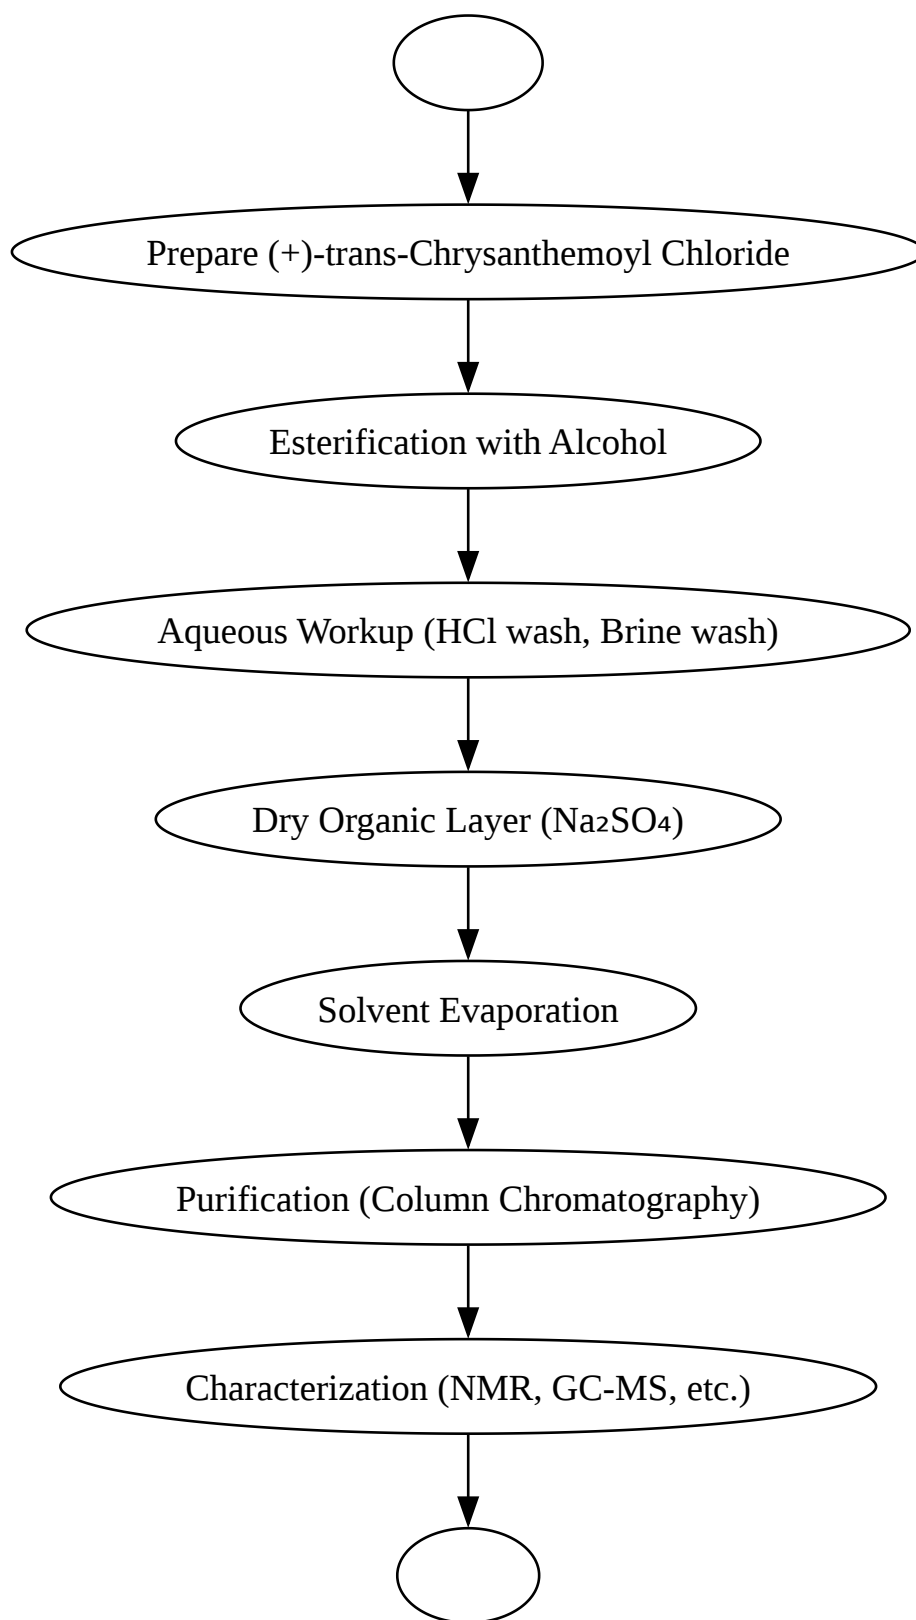 Prepare (+)-trans-Chrysanthemoyl Chloride
Esterification with Alcohol
Aqueous Workup (HCl wash, Brine wash)
Dry Organic Layer (Na₂SO₄)
Solvent Evaporation
Purification (Column Chromatography)
Characterization (NMR, GC-MS, etc.)